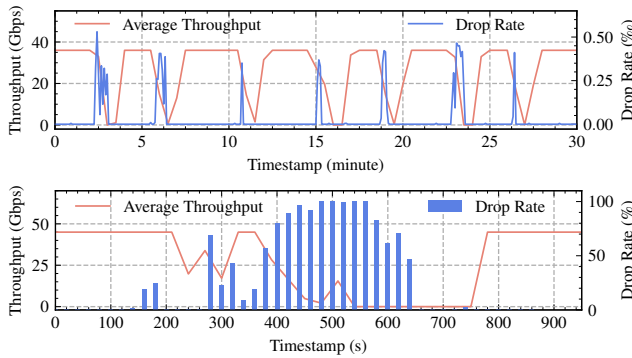 Average Throughput
Drop Rate
Throughput (Gbps)
40
20
0
0.50
0.25
0.00
Drop Rate (‰)
0
5
10
15
20
25
30
Timestamp (minute)
Average Throughput
Drop Rate
Throughput (Gbps)
50
25
0
100
50
0
Drop Rate (%)
0
100
200
300
400
500
600
700
800
900
Timestamp (s)